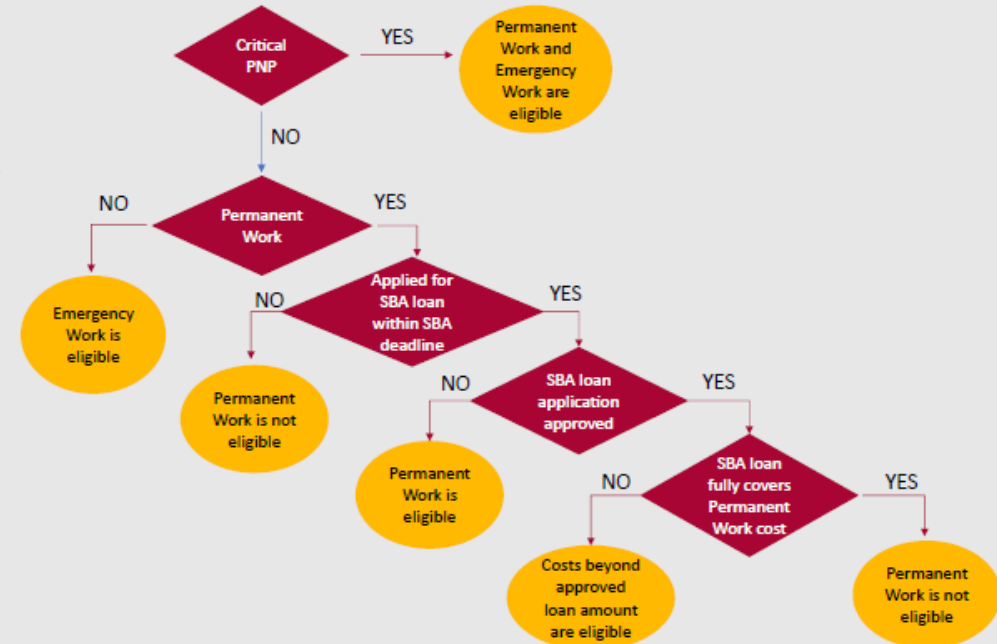 Critical
PNP
YES
Permanent
Work and
Emergency
Work are
eligible
NO
NO
Permanent
Work
YES
Emergency
Work is
eligible
NO
Applied for
SBA loan
within SBA
deadline
YES
Permanent
Work is not
eligible
NO
SBA loan
application
approved
YES
Permanent
Work is
eligible
NO
SBA loan
fully covers
Permanent
Work cost
YES
Costs beyond
approved
loan amount
are eligible
Permanent
Work is not
eligible